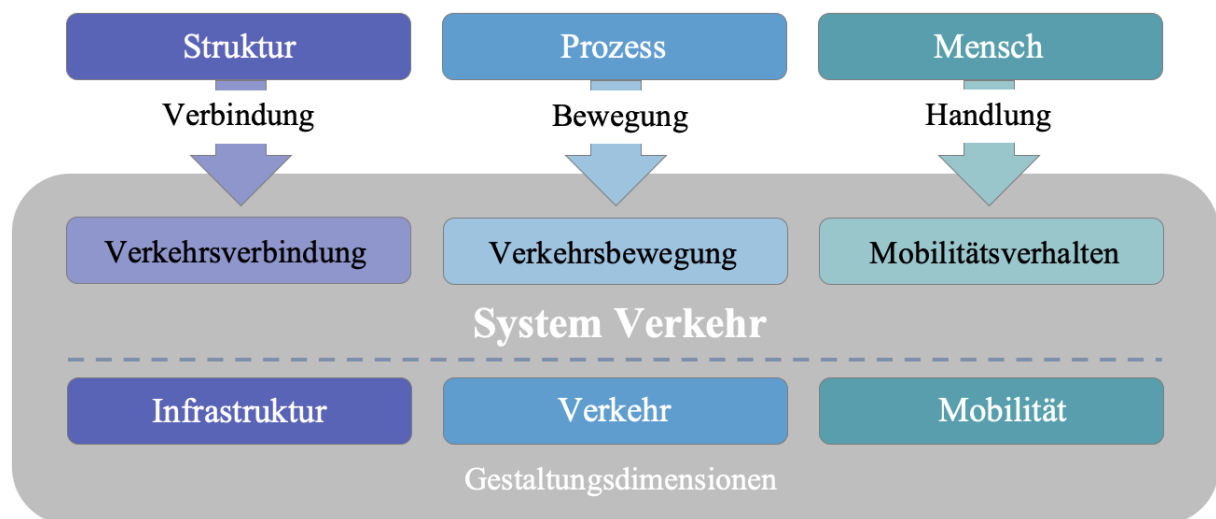 Struktur Prozess Mensch
Verbindung Bewegung Handlung
Verkehrsverbindung Verkehrsbewegung Mobilitätsverhalten
System Verkehr
Infrastruktur Verkehr Mobilität
Gestaltungsdimensionen